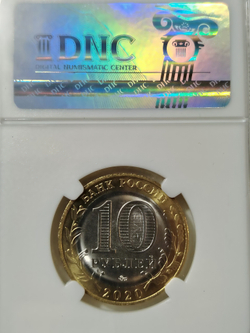 DNC
DIGITAL NUMISMATIC CENTER
БАНК РОССИИ
10
РУБЛЕЙ
2020